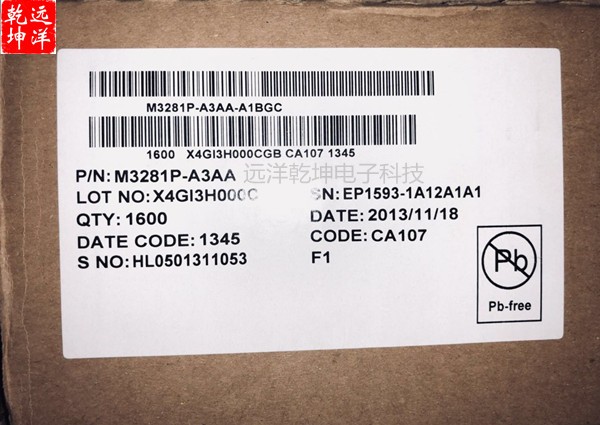 乾远
坤洋
M3281P-A3AA-A1BGC
1600 X4GI3H000CGB CA107 1345
P/N: M3281P-A3AA
远洋乾坤电子科技
LOT NO: X4GI3H000C SN: EP1593-1A12A1A1
QTY: 1600 DATE: 2013/11/18
DATE CODE: 1345 CODE: CA107
S NO: HL0501311053 F1
Pb
Pb-free